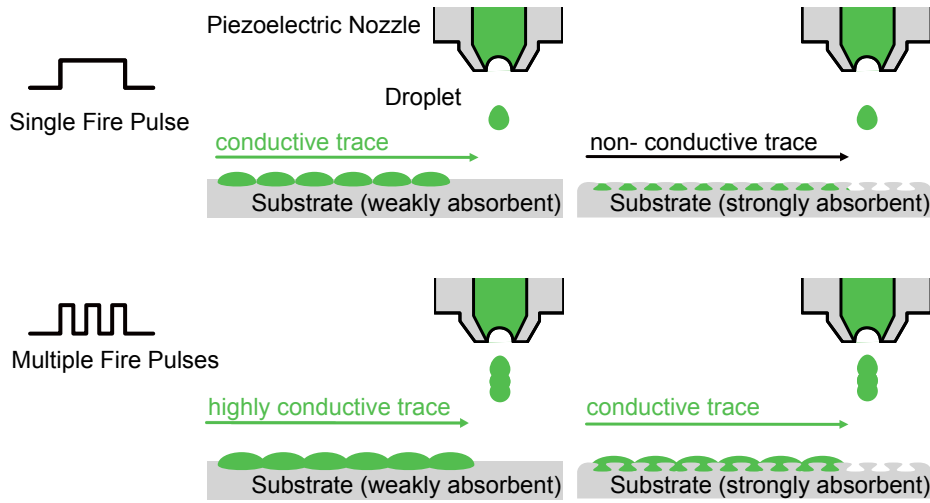 Piezoelectric Nozzle
Single Fire Pulse
Droplet
conductive trace
non- conductive trace
Substrate (weakly absorbent)
Substrate (strongly absorbent)
Multiple Fire Pulses
highly conductive trace
conductive trace
Substrate (weakly absorbent)
Substrate (strongly absorbent)